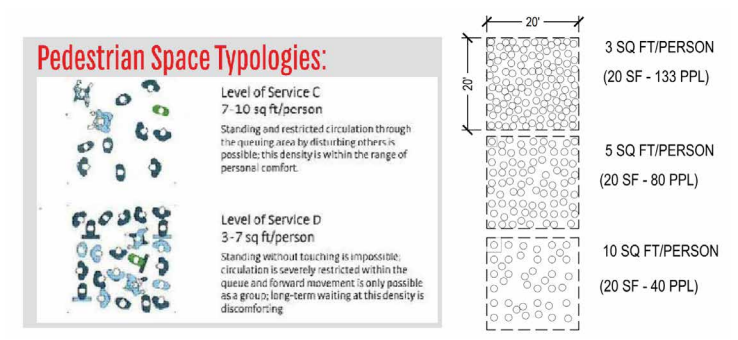 Pedestrian Space Typologies:
Level of Service C
7-10 sq ft/person
Standing and restricted circulation through
the queuing area by disturbing others is
possible; this density is within the range of
personal comfort.
Level of Service D
3-7 sq ft/person
Standing without touching is impossible;
circulation is severely restricted within the
queue and forward movement is only possible
as a group; long-term waiting at this density is
discomforting
20'
20'
3 SQ FT/PERSON
(20 SF - 133 PPL)
5 SQ FT/PERSON
(20 SF - 80 PPL)
10 SQ FT/PERSON
(20 SF - 40 PPL)